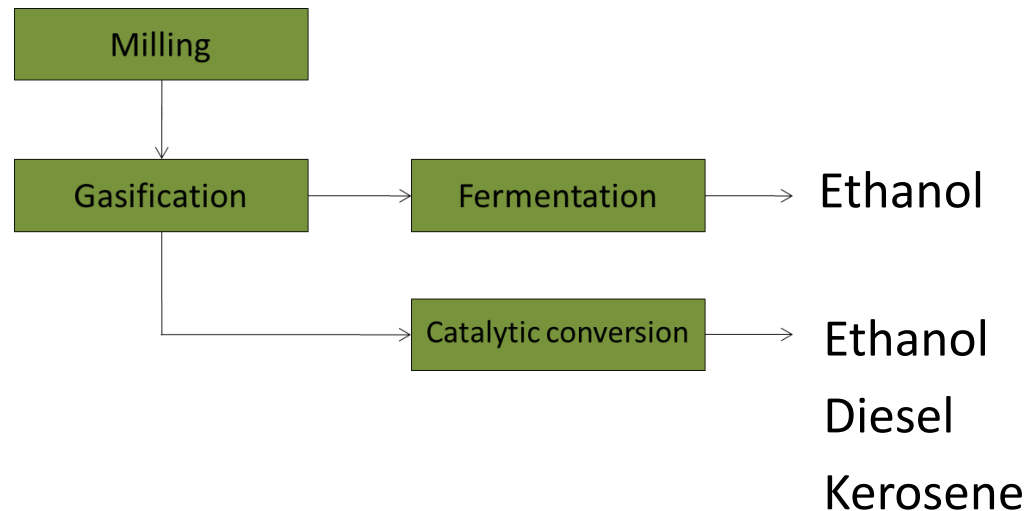 Milling
Gasification
Fermentation
Ethanol
Catalytic conversion
Ethanol
Diesel
Kerosene